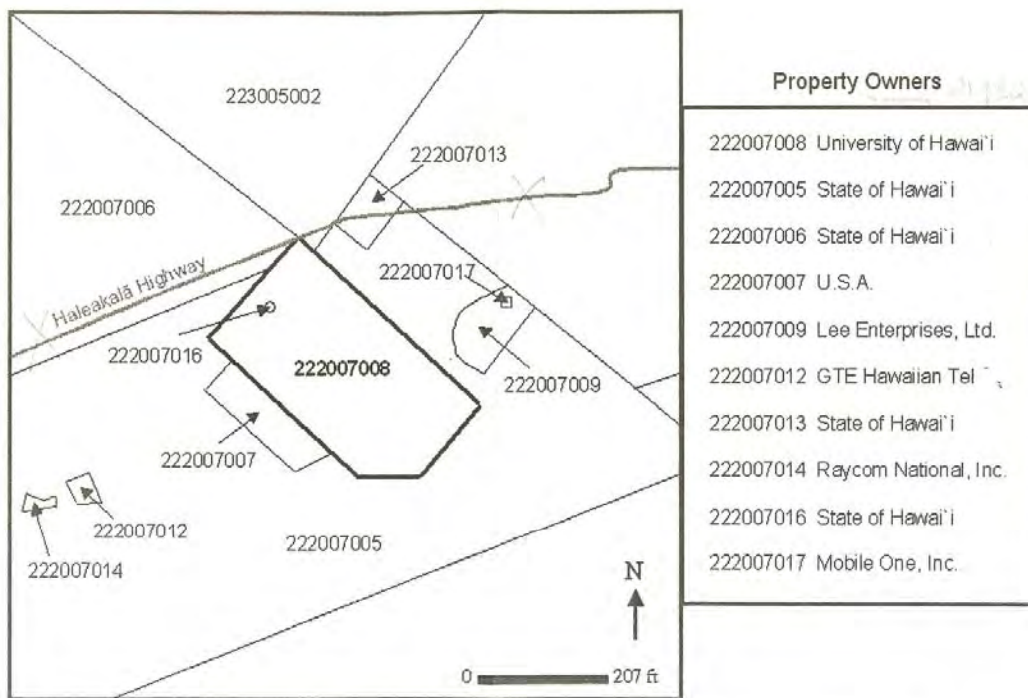 223005002
222007013
222007006
Haleakalā Highway
222007017
222007016
222007008
222007009
222007007
222007012
222007005
222007014
N
0 207 ft
Property Owners
222007008 University of Hawai`i
222007005 State of Hawai`i
222007006 State of Hawai`i
222007007 U.S.A.
222007009 Lee Enterprises, Ltd.
222007012 GTE Hawaiian Tel
222007013 State of Hawai`i
222007014 Raycom National, Inc.
222007016 State of Hawai`i
222007017 Mobile One, Inc.